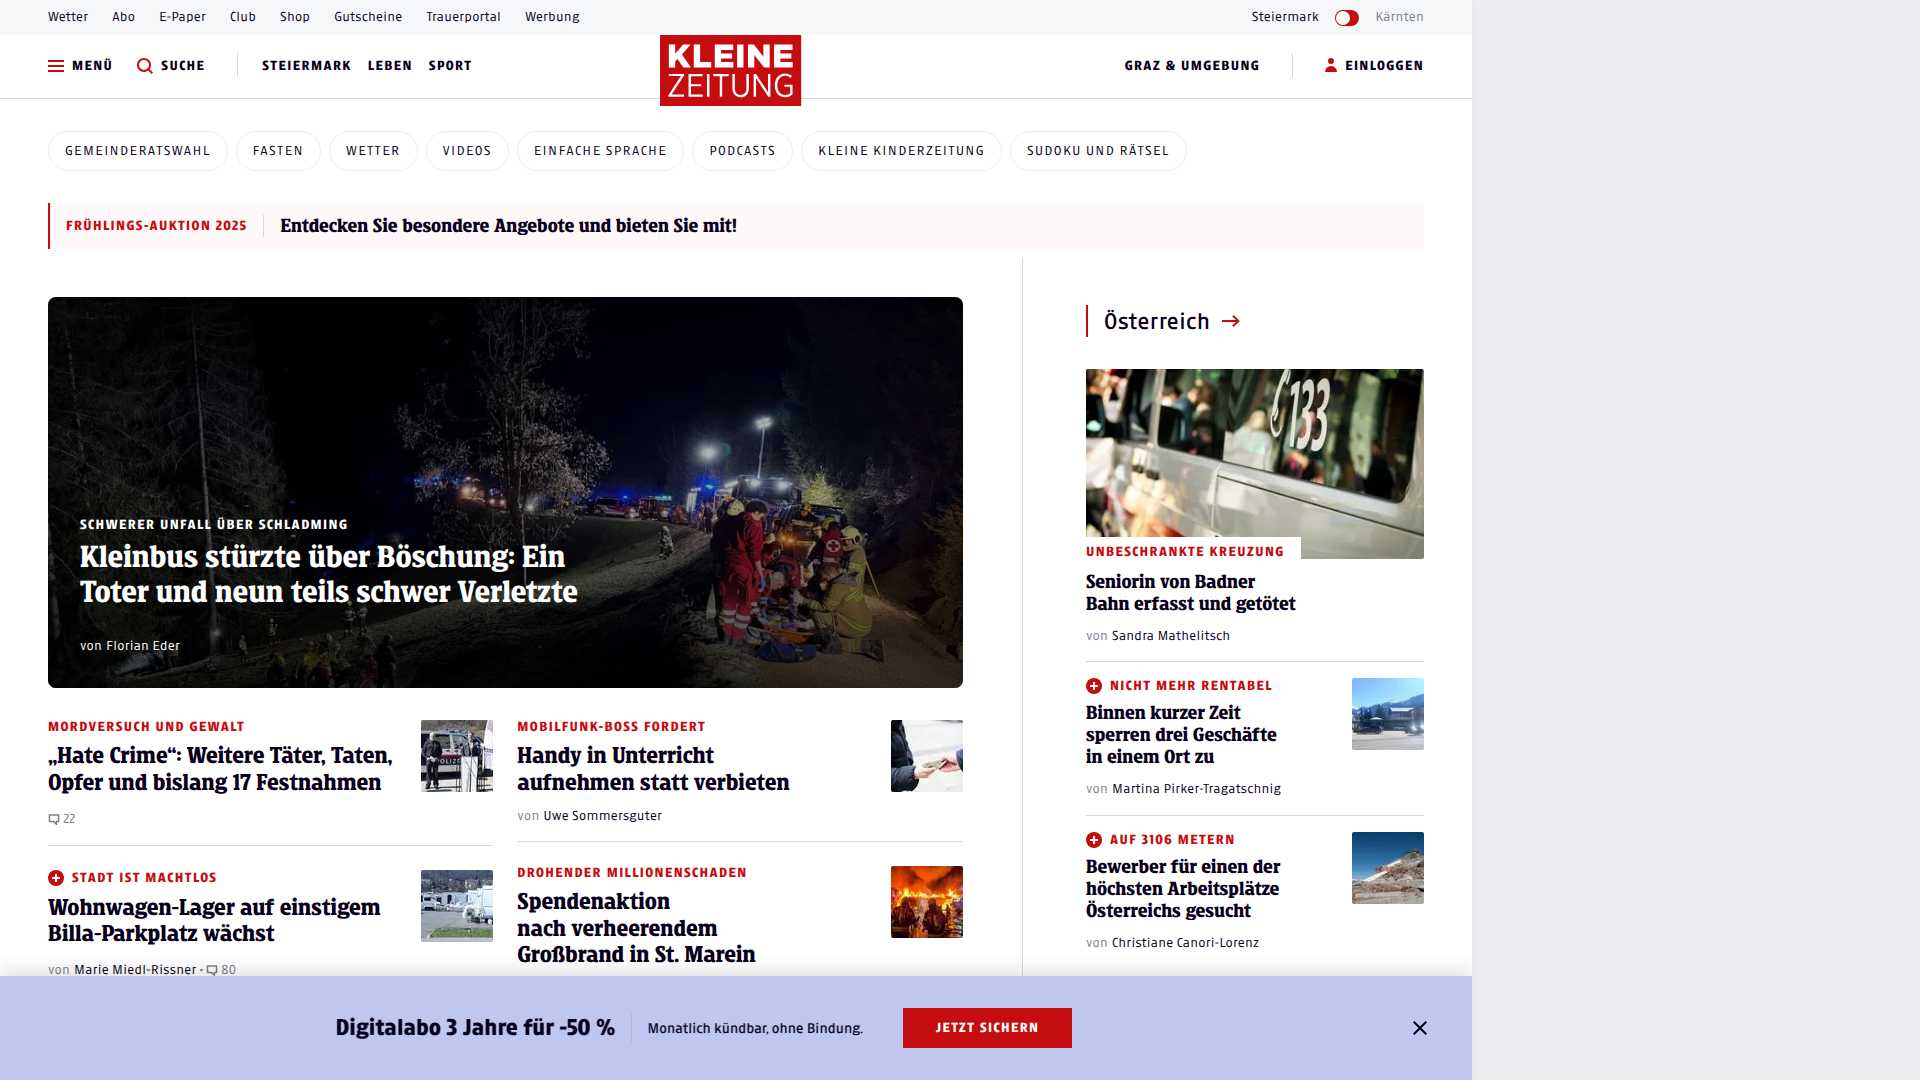 Wetter Abo E-Paper Club Shop Gutscheine Trauerportal Werbung Steiermark Kärnten
MENÜ SUCHE STEIERMARK LEBEN SPORT KLEINE ZEITUNG GRAZ & UMGEBUNG EINLOGGEN
GEMEINDERATSWAHL FASTEN WETTER VIDEOS EINFACHE SPRACHE PODCASTS KLEINE KINDERZEITUNG SUDOKU UND RÄTSEL
FRÜHLINGS-AUKTION 2025 Entdecken Sie besondere Angebote und bieten Sie mit!
SCHWERER UNFALL ÜBER SCHLADMING
Kleinbus stürzte über Böschung: Ein
Toter und neun teils schwer Verletzte
von Florian Eder
MORDVERSUCH UND GEWALT
„Hate Crime“: Weitere Täter, Taten,
Opfer und bislang 17 Festnahmen
22
POLIZEI
STADT IST MACHTLOS
Wohnwagen-Lager auf einstigem
Billa-Parkplatz wächst
von Marie Miedl-Rissner · 80
MOBILFUNK-BOSS FORDERT
Handy in Unterricht
aufnehmen statt verbieten
von Uwe Sommersguter
DROHENDER MILLIONENSCHADEN
Spendenaktion
nach verheerendem
Großbrand in St. Marein
Österreich
133
UNBESCHRANKTE KREUZUNG
Seniorin von Badner
Bahn erfasst und getötet
von Sandra Mathelitsch
NICHT MEHR RENTABEL
Binnen kurzer Zeit
sperren drei Geschäfte
in einem Ort zu
von Martina Pirker-Tragatschnig
AUF 3106 METERN
Bewerber für einen der
höchsten Arbeitsplätze
Österreichs gesucht
von Christiane Canori-Lorenz
Digitalabo 3 Jahre für -50 % Monatlich kündbar, ohne Bindung. JETZT SICHERN